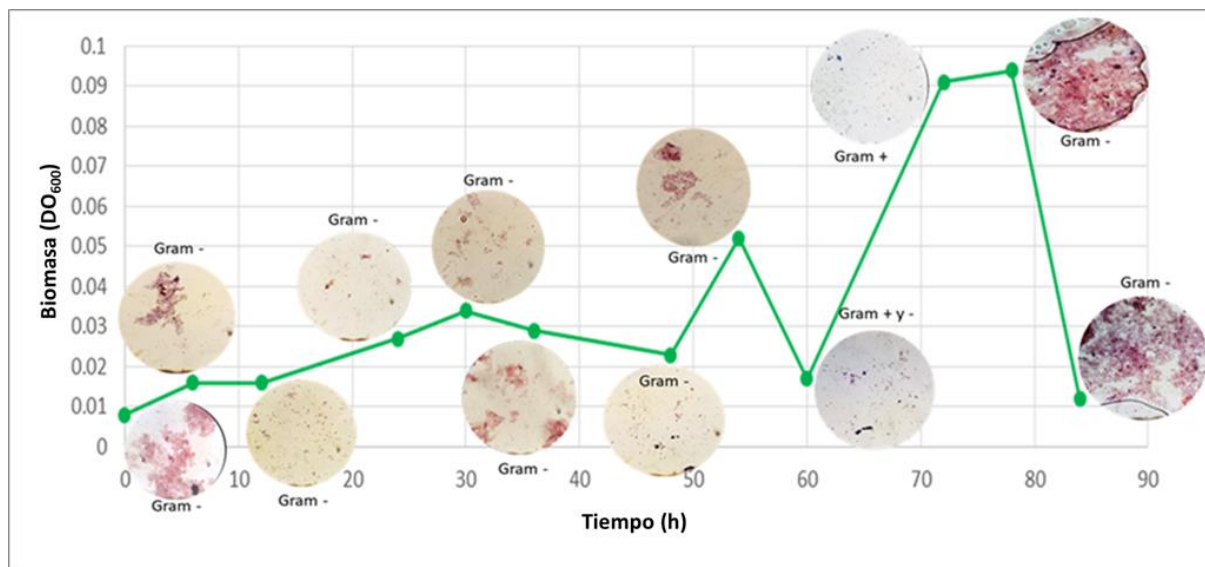 Biomasa (DO600)
0.1
0.09
0.08
0.07
0.06
0.05
0.04
0.03
0.02
0.01
0
Gram -
Gram -
Gram -
Gram -
Gram -
Gram -
Gram -
Gram -
Gram + y -
Gram +
Gram -
Gram -
0 10 20 30 40 50 60 70 80 90
Tiempo (h)